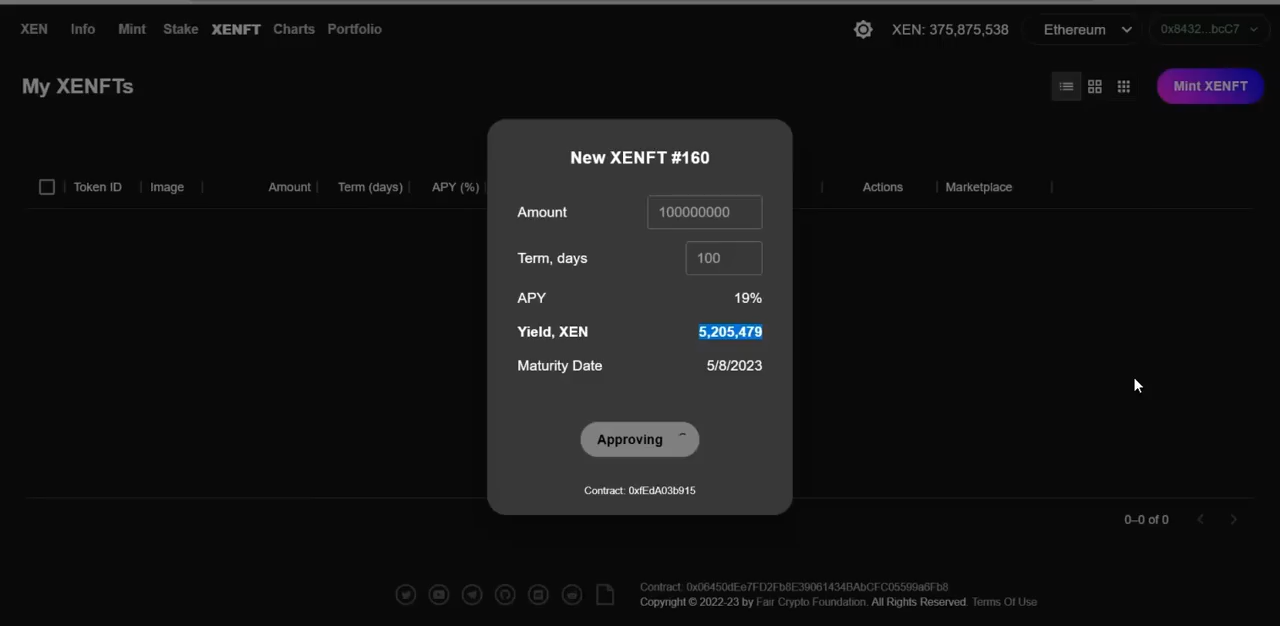 XEN Info Mint Stake XENFT Charts Portfolio XEN: 375,875,538 Ethereum 0x8432...bcC7
My XENFTs Mint XENFT
New XENFT #160
Token ID Image Amount Term (days) APY (%) Actions Marketplace
Amount 100000000
Term, days 100
APY 19%
Yield, XEN 5,205,479
Maturity Date 5/8/2023
Approving
Contract: 0xfEdA03b915
0–0 of 0
Contract: 0x06450dEe7FD2Fb8E39061434BAbCFC05599a6Fb8
Copyright © 2022-23 by Fair Crypto Foundation. All Rights Reserved. Terms Of Use